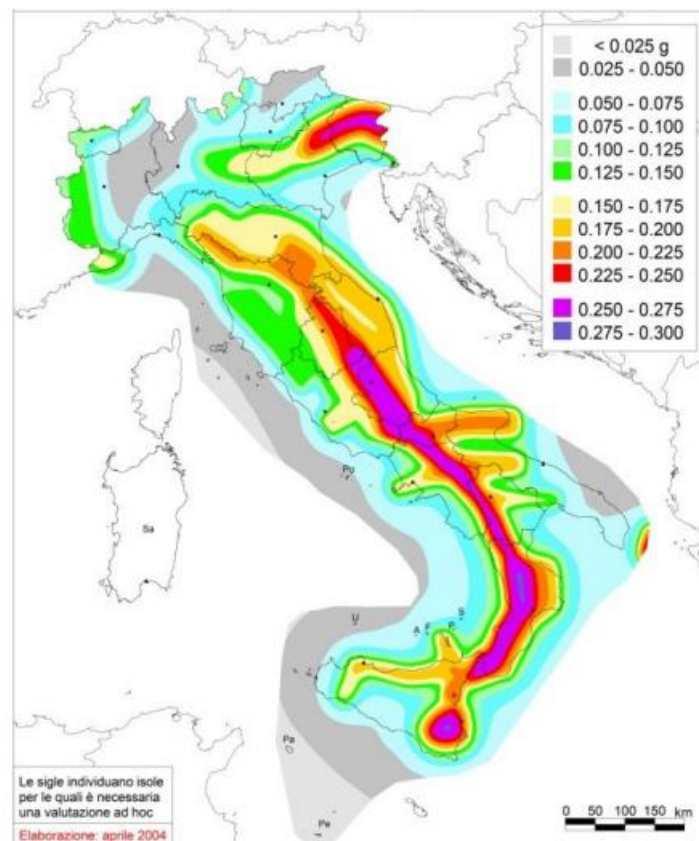 < 0.025 g
0.025 - 0.050
0.050 - 0.075
0.075 - 0.100
0.100 - 0.125
0.125 - 0.150
0.150 - 0.175
0.175 - 0.200
0.200 - 0.225
0.225 - 0.250
0.250 - 0.275
0.275 - 0.300
Po
Sa
U
A
F
P
S
Pa
Pe
Le sigle individuano isole
per le quali è necessaria
una valutazione ad hoc
Elaborazione: aprile 2004
0 50 100 150
km